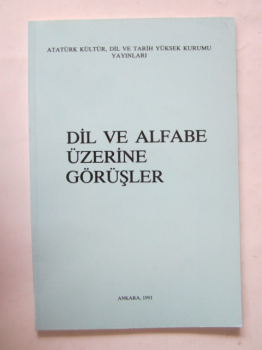 ATATÜRK KÜLTÜR, DİL VE TARİH YÜKSEK KURUMU
YAYINLARI
DİL VE ALFABE
ÜZERİNE
GÖRÜŞLER
ANKARA, 1991